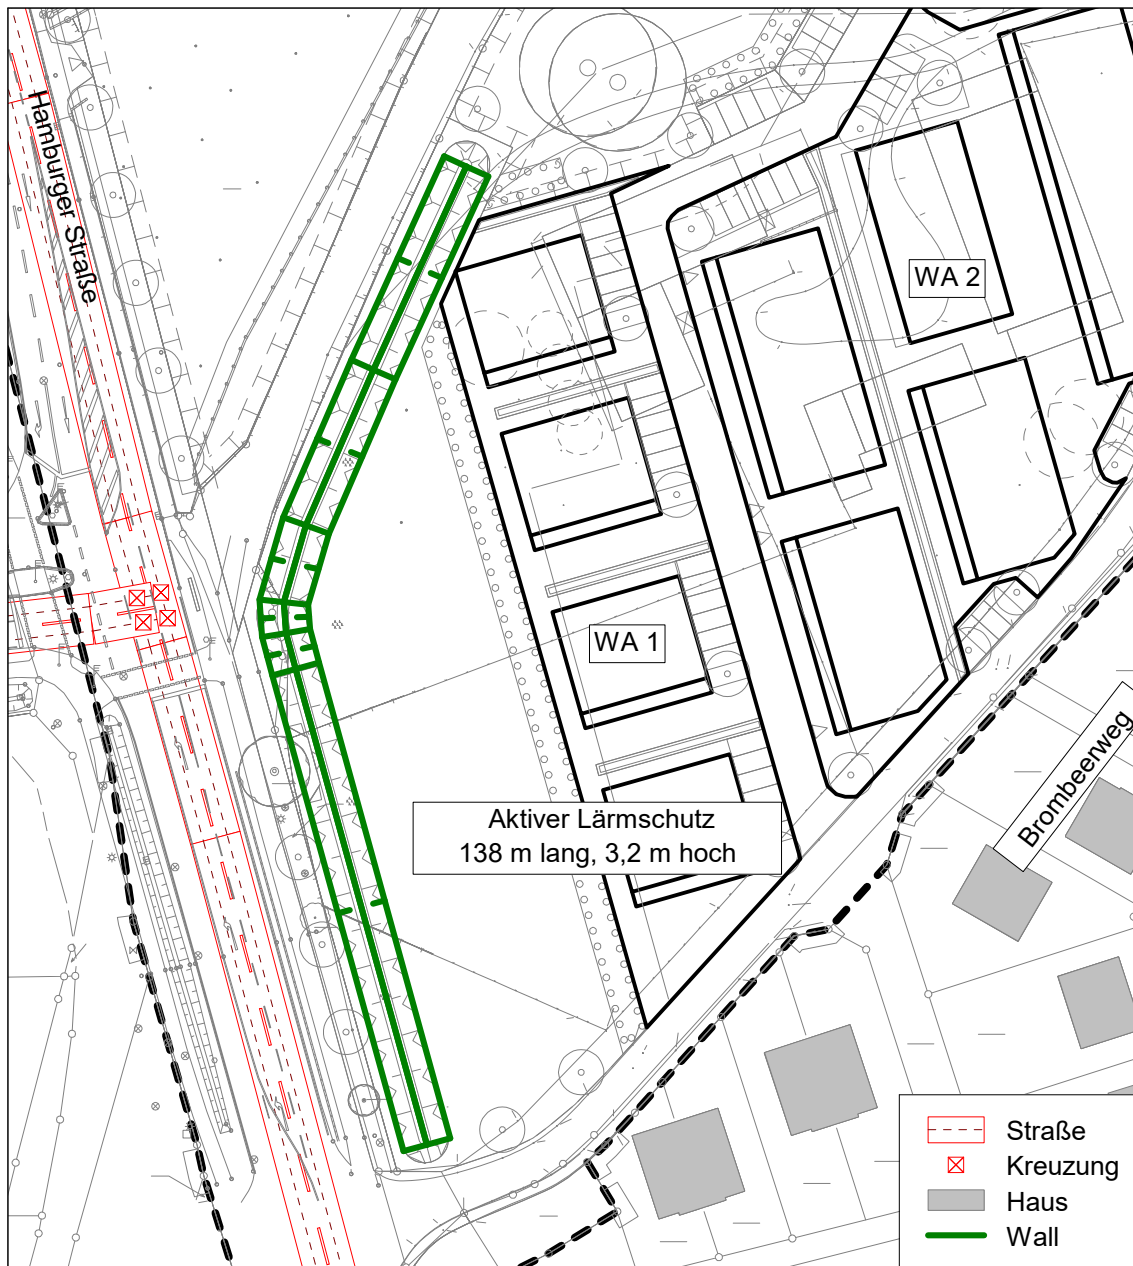 Hamburger Straße
WA 2
WA 1
Aktiver Lärmschutz
138 m lang, 3,2 m hoch
Brombeerweg
Straße
Kreuzung
Haus
Wall